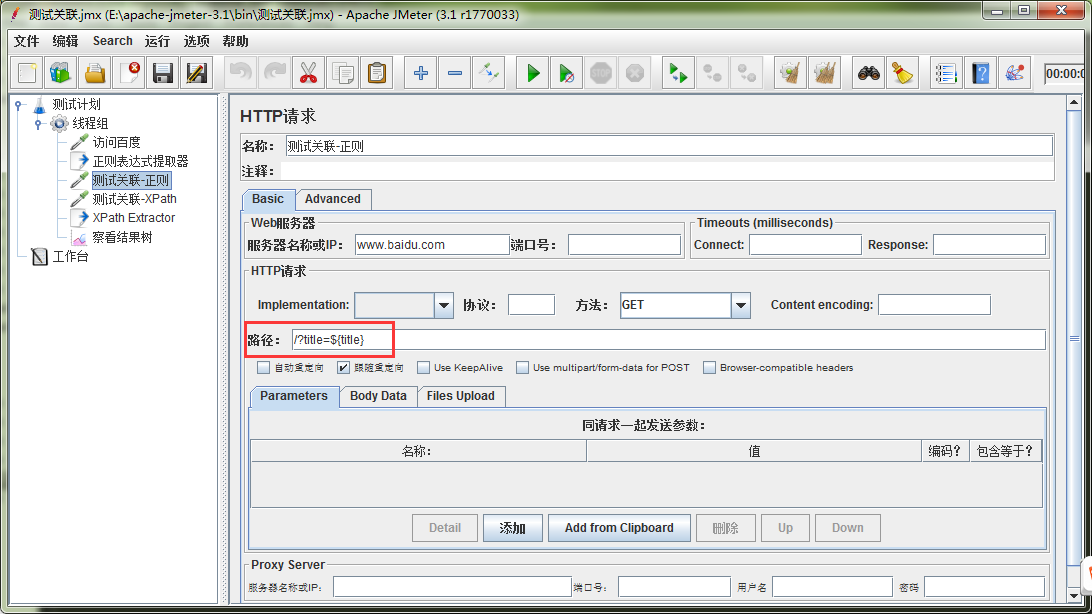 测试关联.jmx (E:\apache-jmeter-3.1\bin\测试关联.jmx) - Apache JMeter (3.1 r1770033)
文件 编辑 Search 运行 选项 帮助
STOP
00:00:0
测试计划
线程组
访问百度
正则表达式提取器
测试关联-正则
测试关联-XPath
XPath Extractor
察看结果树
工作台
HTTP请求
名称： 测试关联-正则
注释：
Basic Advanced
Web服务器
服务器名称或IP： www.baidu.com 端口号：
Timeouts (milliseconds)
Connect: Response:
HTTP请求
Implementation: 协议： 方法： GET Content encoding:
路径： /?title=${title}
自动重定向 跟随重定向 Use KeepAlive Use multipart/form-data for POST Browser-compatible headers
Parameters Body Data Files Upload
同请求一起发送参数：
名称： 值 编码？ 包含等于？
Detail 添加 Add from Clipboard 删除 Up Down
Proxy Server
服务器名称或IP： 端口号： 用户名 密码